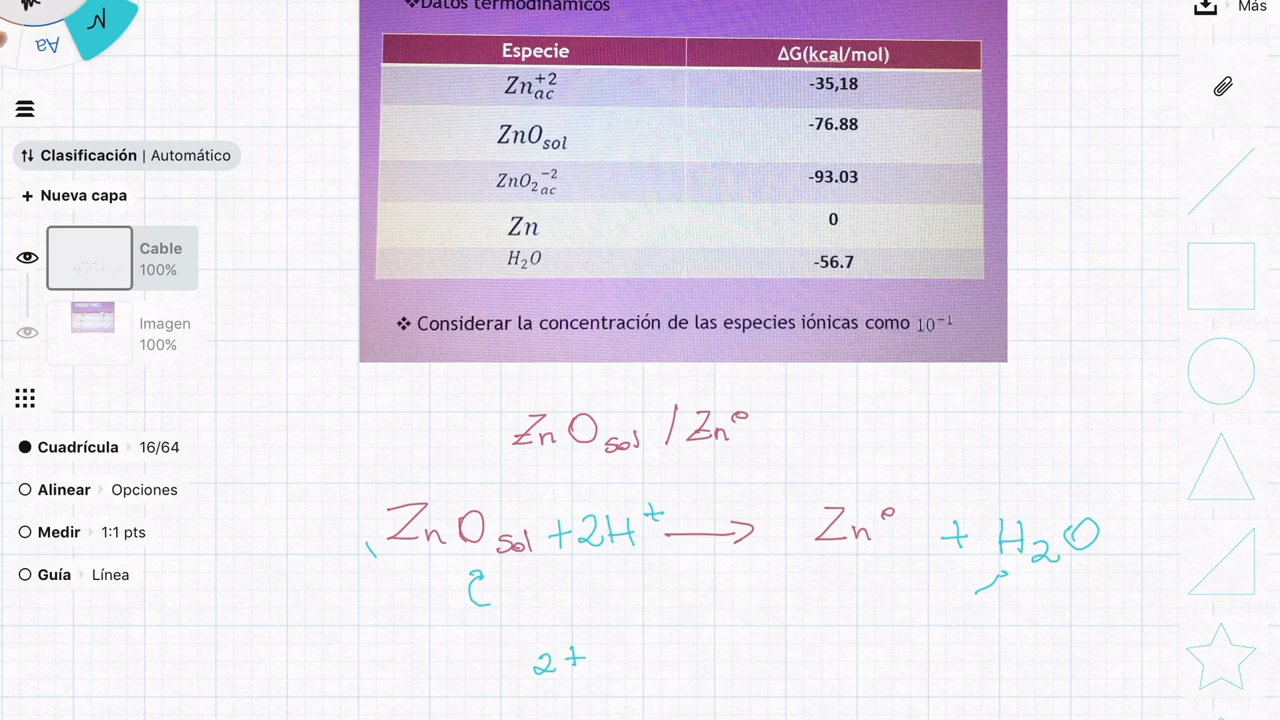 Más
Aa
N
❖Datos termodinámicos
Especie ΔG(kcal/mol)
Zn⁺²ac -35,18
ZnOsol -76.88
ZnO₂⁻²ac -93.03
Zn 0
H₂O -56.7
❖ Considerar la concentración de las especies iónicas como 10⁻¹
Clasificación | Automático
+ Nueva capa
Cable
100%
Imagen
100%
Cuadrícula 16/64
Alinear Opciones
Medir 1:1 pts
Guía Línea
ZnOsol / Zn°
ZnOsol + 2H⁺ → Zn° + H₂O
2+